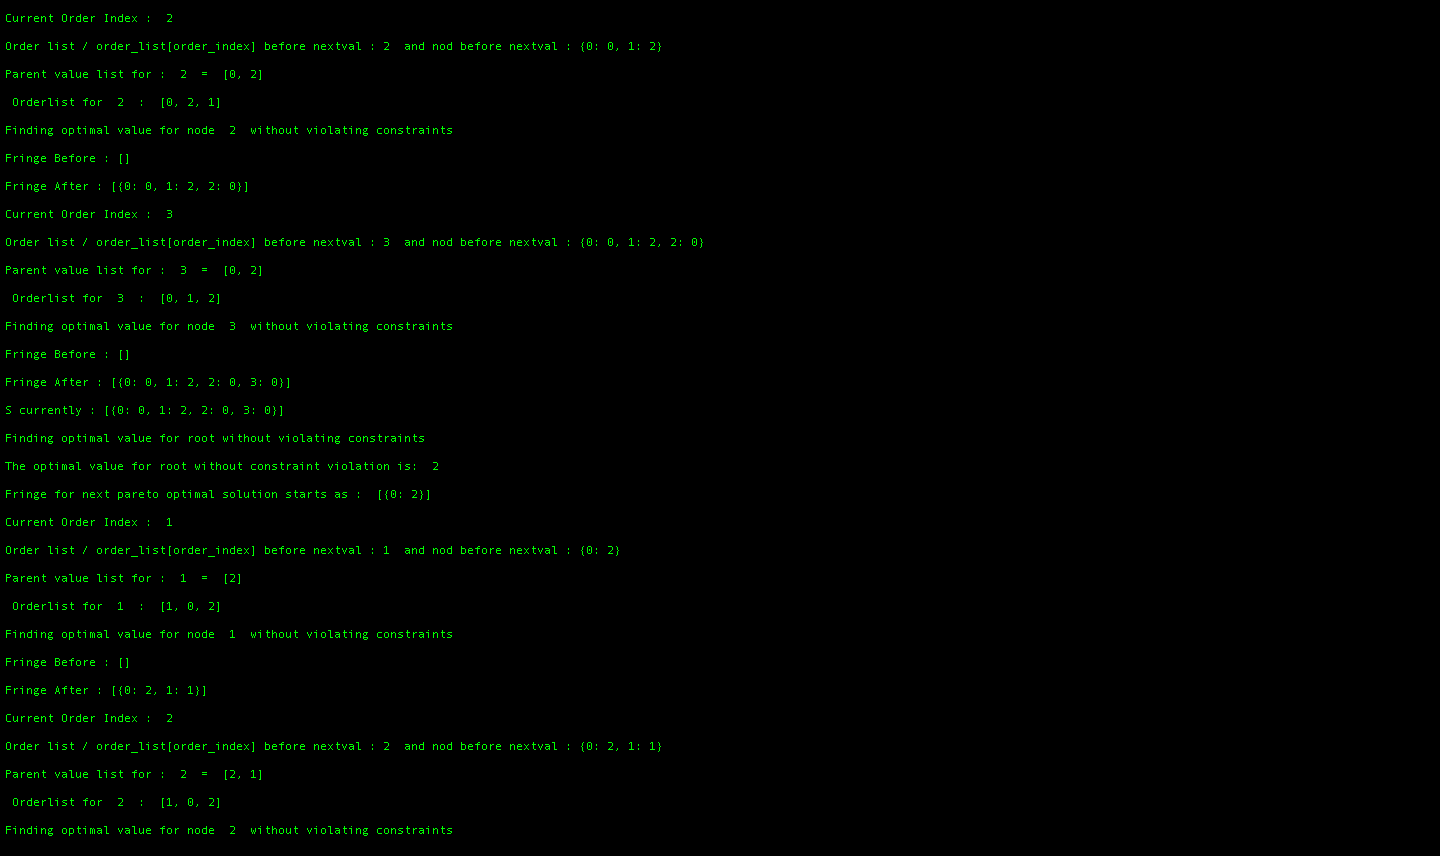 Current Order Index :  2
Order list / order_list[order_index] before nextval : 2  and nod before nextval : {0: 0, 1: 2}
Parent value list for :  2  =  [0, 2]
 Orderlist for  2  :  [0, 2, 1]
Finding optimal value for node  2  without violating constraints
Fringe Before : []
Fringe After : [{0: 0, 1: 2, 2: 0}]
Current Order Index :  3
Order list / order_list[order_index] before nextval : 3  and nod before nextval : {0: 0, 1: 2, 2: 0}
Parent value list for :  3  =  [0, 2]
 Orderlist for  3  :  [0, 1, 2]
Finding optimal value for node  3  without violating constraints
Fringe Before : []
Fringe After : [{0: 0, 1: 2, 2: 0, 3: 0}]
S currently : [{0: 0, 1: 2, 2: 0, 3: 0}]
Finding optimal value for root without violating constraints
The optimal value for root without constraint violation is:  2
Fringe for next pareto optimal solution starts as :  [{0: 2}]
Current Order Index :  1
Order list / order_list[order_index] before nextval : 1  and nod before nextval : {0: 2}
Parent value list for :  1  =  [2]
 Orderlist for  1  :  [1, 0, 2]
Finding optimal value for node  1  without violating constraints
Fringe Before : []
Fringe After : [{0: 2, 1: 1}]
Current Order Index :  2
Order list / order_list[order_index] before nextval : 2  and nod before nextval : {0: 2, 1: 1}
Parent value list for :  2  =  [2, 1]
 Orderlist for  2  :  [1, 0, 2]
Finding optimal value for node  2  without violating constraints